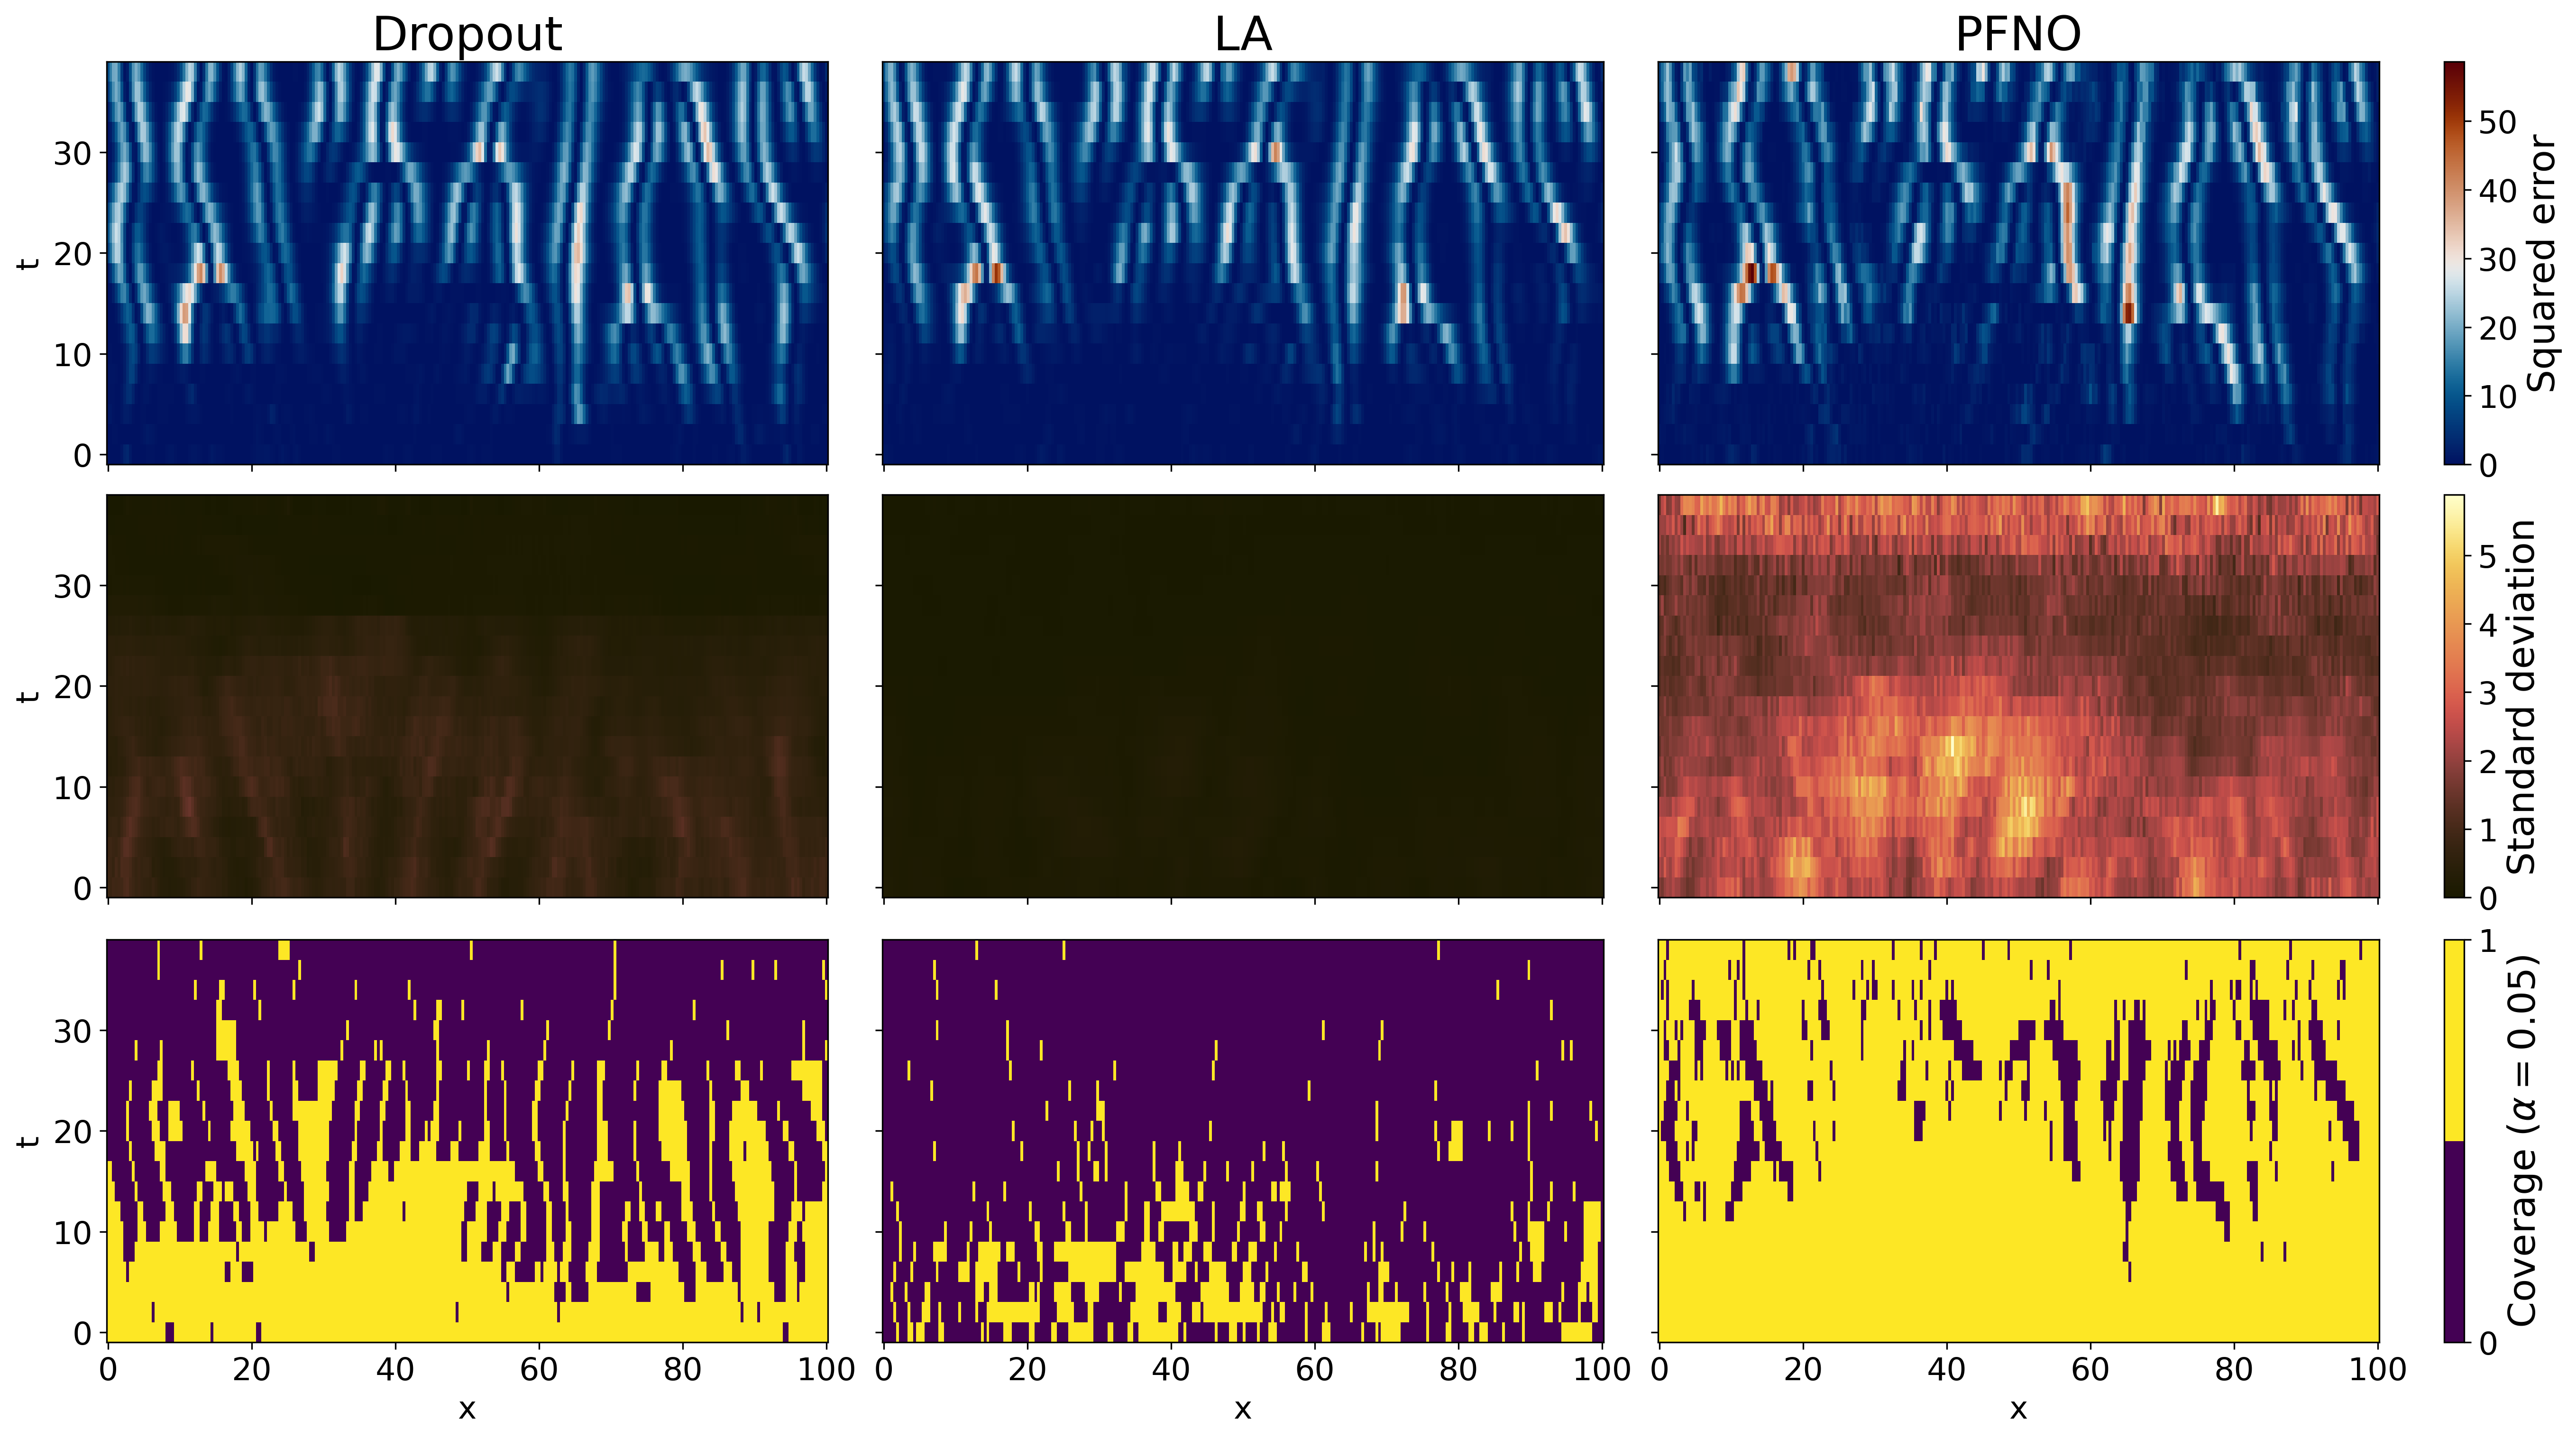 Dropout LA PFNO
t 30 20 10 0
50 40 30 20 10 0 Squared error
t 30 20 10 0
5 4 3 2 1 0 Standard deviation
t 30 20 10 0
1 0 Coverage (α = 0.05)
0 20 40 60 80 100 0 20 40 60 80 100 0 20 40 60 80 100
x x x